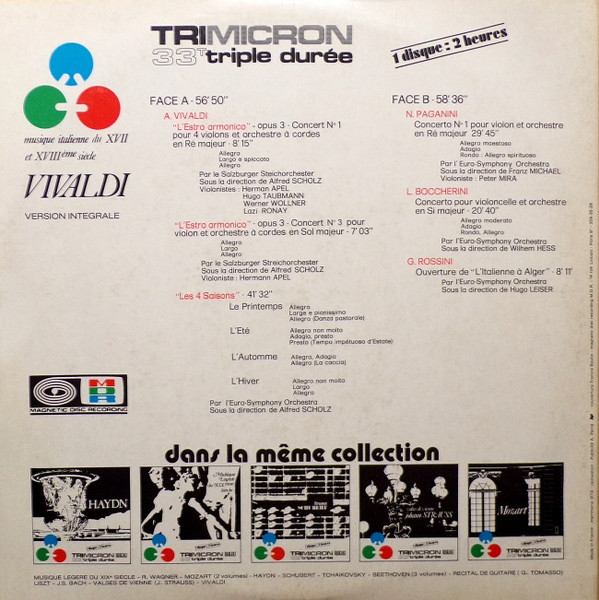 TRIMICRON
33T triple durée
1 disque : 2 heures
musique italienne du XVII
et XVIIIème siècle
VIVALDI
VERSION INTEGRALE
FACE A - 56'50"
A. VIVALDI
"L'Estro armonico" - opus 3 - Concert N° 1
pour 4 violons et orchestre à cordes
en Ré majeur - 8'15"
Allegro
Largo e spiccato
Allegro
Par le Salzburger Streichorchester
Sous la direction de Alfred SCHOLZ
Violonistes : Herman APEL
Hugo TAUBMANN
Werner WOLLNER
Lazi RONAY
"L'Estro armonico" - opus 3 - Concert N° 3 pour
violon et orchestre à cordes en Sol majeur - 7'03"
Allegro
Largo
Allegro
Par le Salzburger Streichorchester
Sous la direction de Alfred SCHOLZ
Violoniste : Hermann APEL
"Les 4 Saisons" - 41' 32"
Le Printemps
Allegro
Large e pianissimo
Allegro (Danza pastorale)
L'Eté
Allegro non molto
Adagio, presto
Presto (Tempo impétuoso d'Estate)
L'Automme
Allegro, Adagio
Allegro (La caccia)
L'Hiver
Allegro non molto
Largo
Allegro
Par l'Euro-Symphony Orchestra
Sous la direction de Alfred SCHOLZ
FACE B - 58' 36"
N. PAGANINI
Concerto N° 1 pour violon et orchestre
en Ré majeur 29'45"
Allegro maestoso
Adagio
Rondo : Allegro spirituoso
Par l'Euro-Symphony Orchestra
Sous la direction de Franz MICHAEL
Violoniste : Peter MIRA
L. BOCCHERINI
Concerto pour violoncelle et orchestre
en Si majeur - 20'40"
Allegro moderato
Adagio
Rondo, Allegro
Par l'Euro-Symphony Orchestra
Sous la direction de Wilhem HESS
G. ROSSINI
Ouverture de "L'Italienne à Alger" - 8' 11"
Par l'Euro-Symphony Orchestra
Sous la direction de Hugo LEISER
MDR
MAGNETIC DISC RECORDING
dans la même collection
HAYDN
TRIMICRON
TRIMICRON
SCHUBERT
TRIMICRON
Johann STRAUSS
TRIMICRON
Mozart
TRIMICRON
MUSIQUE LEGERE DU XIXe SIECLE - R. WAGNER - MOZART (2 volumes) - HAYDN - SCHUBERT - TCHAIKOVSKY - BEETHOVEN (3 volumes) - RECITAL DE GUITARE ( G. TOMASSO)
LISZT - J.S. BACH - VALSES DE VIENNE (J. STRAUSS) - VIVALDI